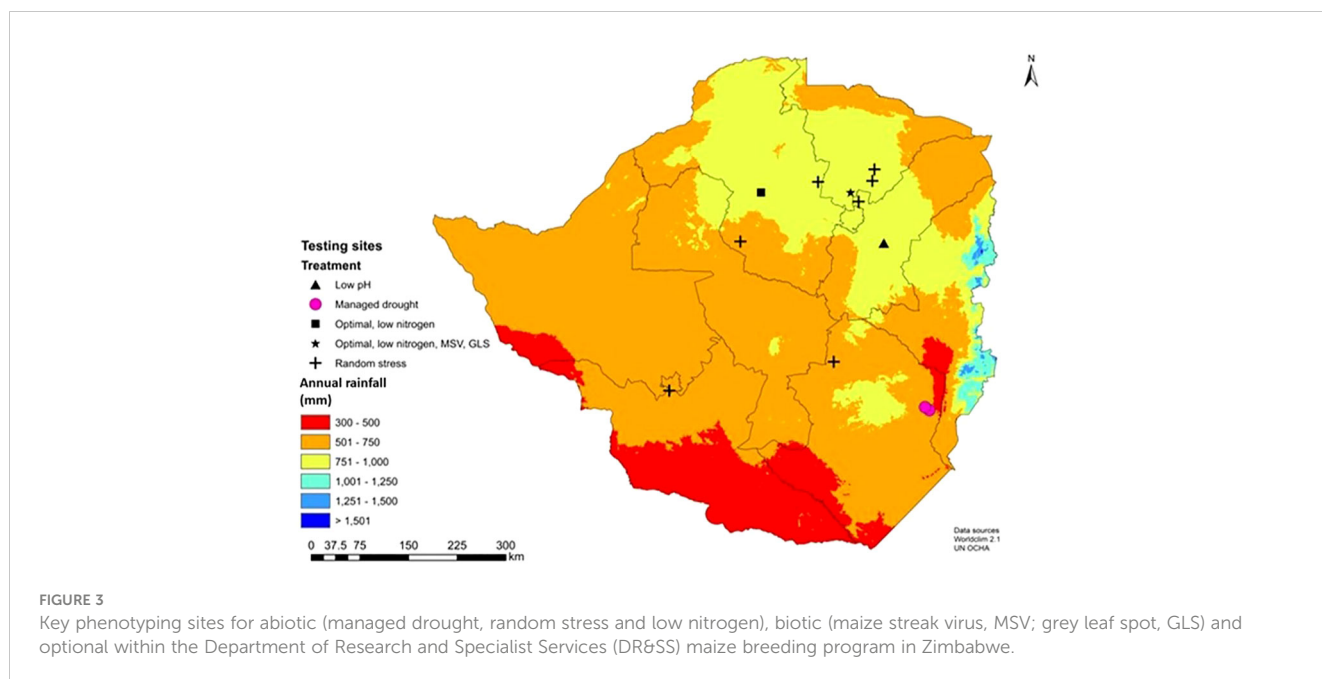 N
Testing sites
Treatment
Low pH
Managed drought
Optimal, low nitrogen
Optimal, low nitrogen, MSV, GLS
Random stress
Annual rainfall
(mm)
300 - 500
501 - 750
751 - 1,000
1,001 - 1,250
1,251 - 1,500
> 1,501
0 37.5 75 150 225 300
km
Data sources
Worldclim 2.1
UN OCHA
FIGURE 3
Key phenotyping sites for abiotic (managed drought, random stress and low nitrogen), biotic (maize streak virus, MSV; grey leaf spot, GLS) and
optional within the Department of Research and Specialist Services (DR&SS) maize breeding program in Zimbabwe.